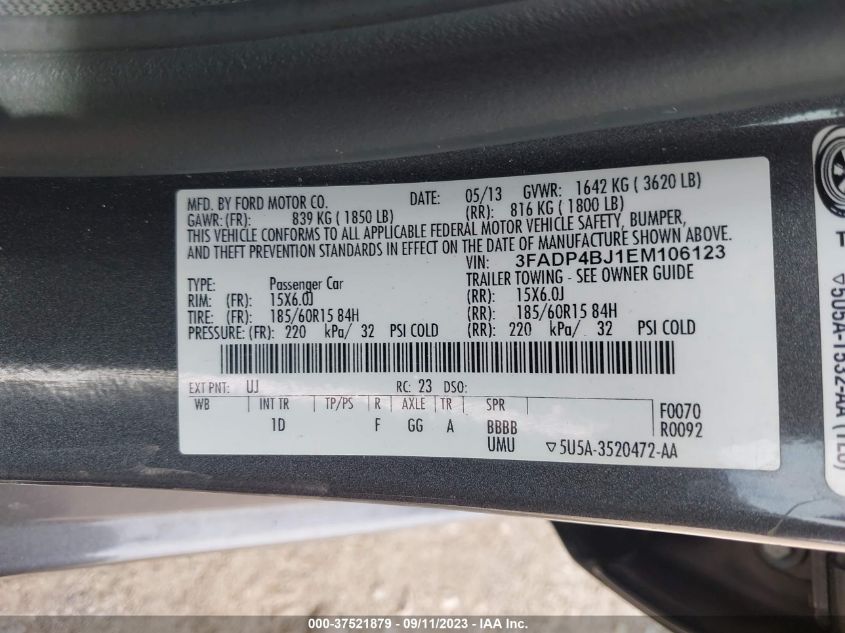 MFD. BY FORD MOTOR CO. DATE: 05/13 GVWR: 1642 KG ( 3620 LB)
GAWR: (FR): 839 KG ( 1850 LB) (RR): 816 KG ( 1800 LB)
THIS VEHICLE CONFORMS TO ALL APPLICABLE FEDERAL MOTOR VEHICLE SAFETY, BUMPER,
AND THEFT PREVENTION STANDARDS IN EFFECT ON THE DATE OF MANUFACTURE SHOWN ABOVE.
VIN: 3FADP4BJ1EM106123
TYPE: Passenger Car TRAILER TOWING - SEE OWNER GUIDE
RIM: (FR): 15X6.0J (RR): 15X6.0J
TIRE: (FR): 185/60R15 84H (RR): 185/60R15 84H
PRESSURE: (FR): 220 kPa/ 32 PSI COLD (RR): 220 kPa/ 32 PSI COLD
EXT PNT: UJ RC: 23 DSO:
WB INT TR TP/PS R AXLE TR SPR F0070
1D F GG A BBBB R0092
UMU ▽5U5A-3520472-AA
▽5U5A-1532-AA (TLD)
000-37521879 - 09/11/2023 - IAA Inc.